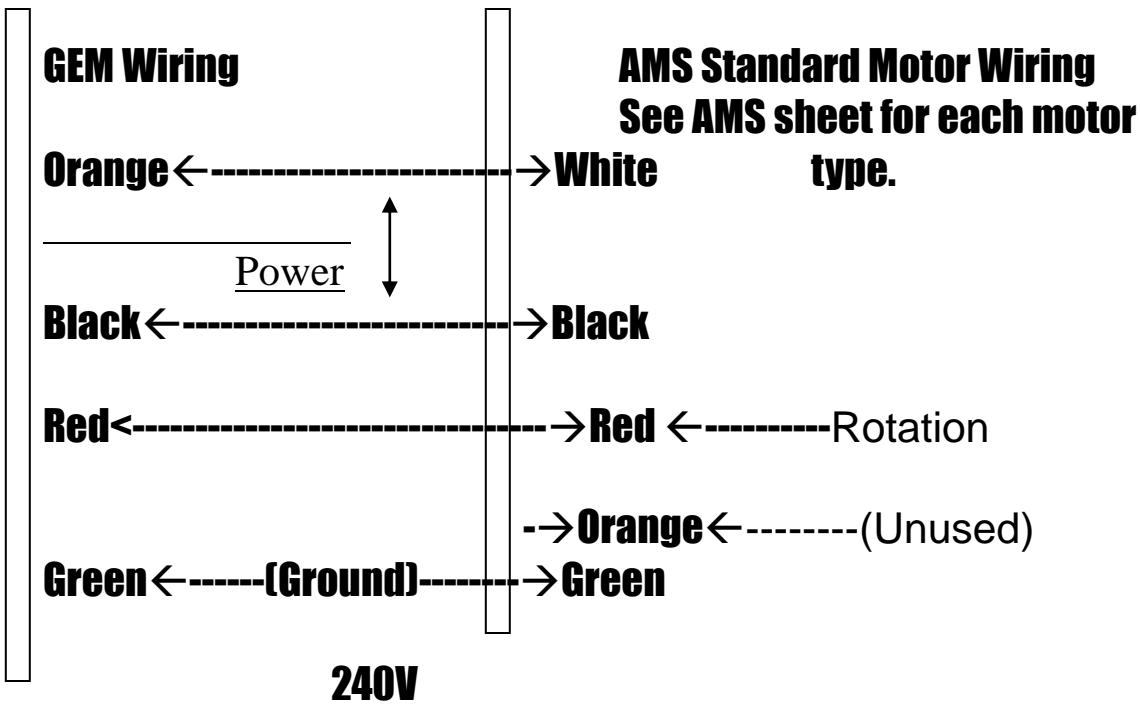 GEM Wiring AMS Standard Motor Wiring
See AMS sheet for each motor
Orange←------------------------→White type.
Power
Black←--------------------------→Black
Red<---------------------------------→Red ←----------Rotation
-→Orange←--------(Unused)
Green←------(Ground)--------→Green
240V